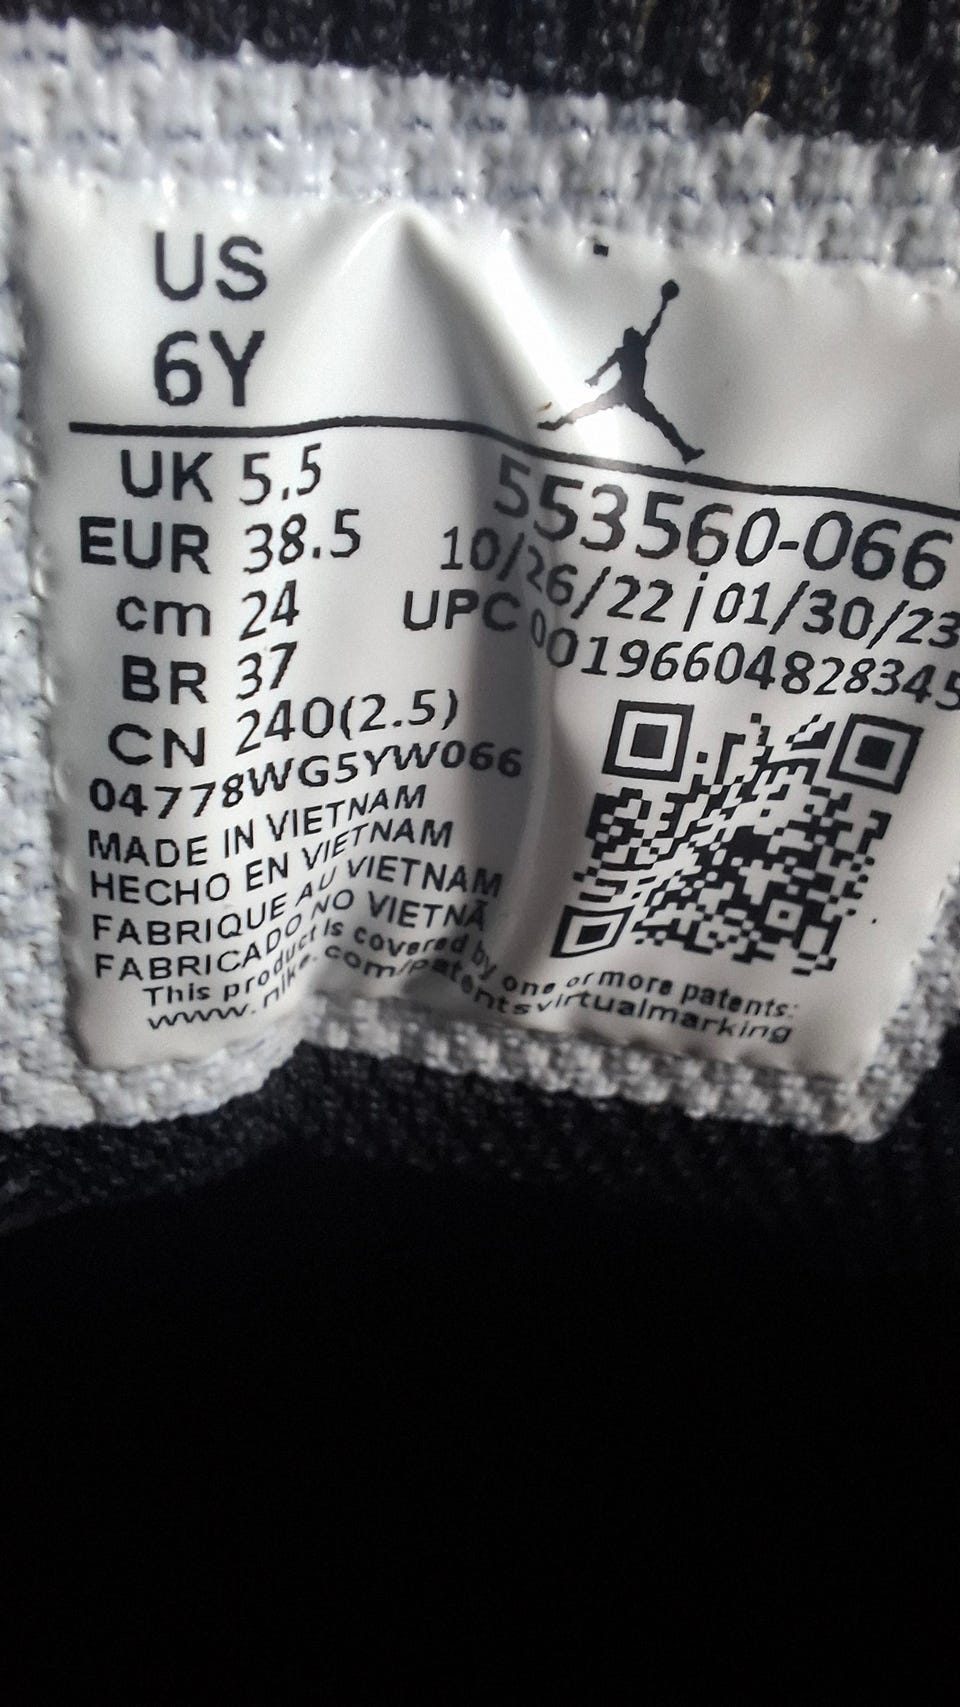 US
6Y
UK 5.5
EUR 38.5
cm 24
BR 37
CN 240(2.5)
04778WG5YW066
MADE IN VIETNAM
HECHO EN VIETNAM
FABRIQUE AU VIETNAM
FABRICADO NO VIETNÃ
553560-066
10/26/22 | 01/30/23
UPC 00196604828345
This product is covered by one or more patents:
www.nike.com/patentsvirtualmarking